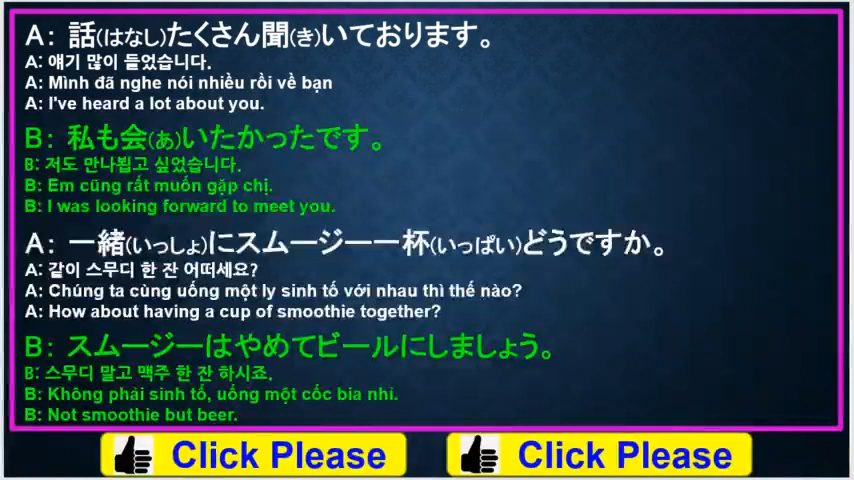 A: 話(はなし)たくさん聞(き)いております。
A: 얘기 많이 들었습니다.
A: Mình đã nghe nói nhiều rồi về bạn
A: I've heard a lot about you.
B: 私も会(あ)いたかったです。
B: 저도 만나뵙고 싶었습니다.
B: Em cũng rất muốn gặp chị.
B: I was looking forward to meet you.
A: 一緒(いっしょ)にスムージー一杯(いっぱい)どうですか。
A: 같이 스무디 한 잔 어떠세요?
A: Chúng ta cùng uống một ly sinh tố với nhau thì thế nào?
A: How about having a cup of smoothie together?
B: スムージーはやめてビールにしましょう。
B: 스무디 말고 맥주 한 잔 하시죠.
B: Không phải sinh tố, uống một cốc bia nhỉ.
B: Not smoothie but beer.
Click Please
Click Please